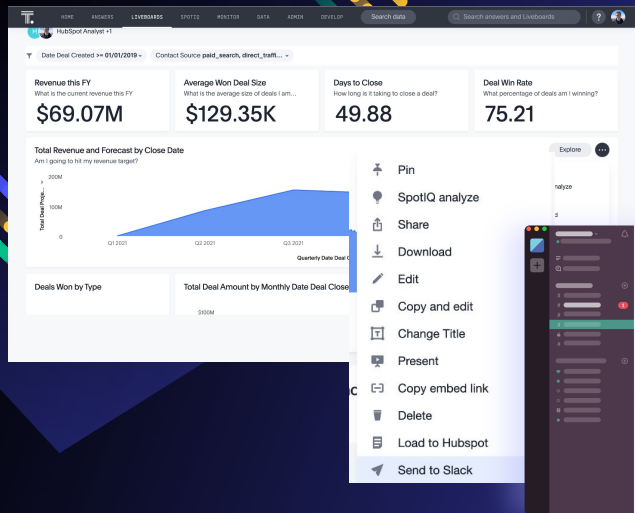 T.
HOME ANSWERS LIVEBOARDS SPOTIQ MONITOR DATA ADMIN DEVELOP Search data Search answers and Liveboards ?
HubSpot Analyst +1
Date Deal Created >= 01/01/2019 Contact Source paid_search, direct_traffi...
Revenue this FY
What is the current revenue this FY
$69.07M
Average Won Deal Size
What is the average size of deals I am...
$129.35K
Days to Close
How long is it taking to close a deal?
49.88
Deal Win Rate
What percentage of deals am I winning?
75.21
Total Revenue and Forecast by Close Date
Am I going to hit my revenue target?
Explore
Total Deal Proje...
200M
100M
0
Q1 2021 Q2 2021 Q3 2021
Quarterly Date Deal C
nalyze
d
Deals Won by Type
Total Deal Amount by Monthly Date Deal Close
$100M
Pin
SpotIQ analyze
Share
Download
Edit
Copy and edit
Change Title
Present
Copy embed link
Delete
Load to Hubspot
Send to Slack
1